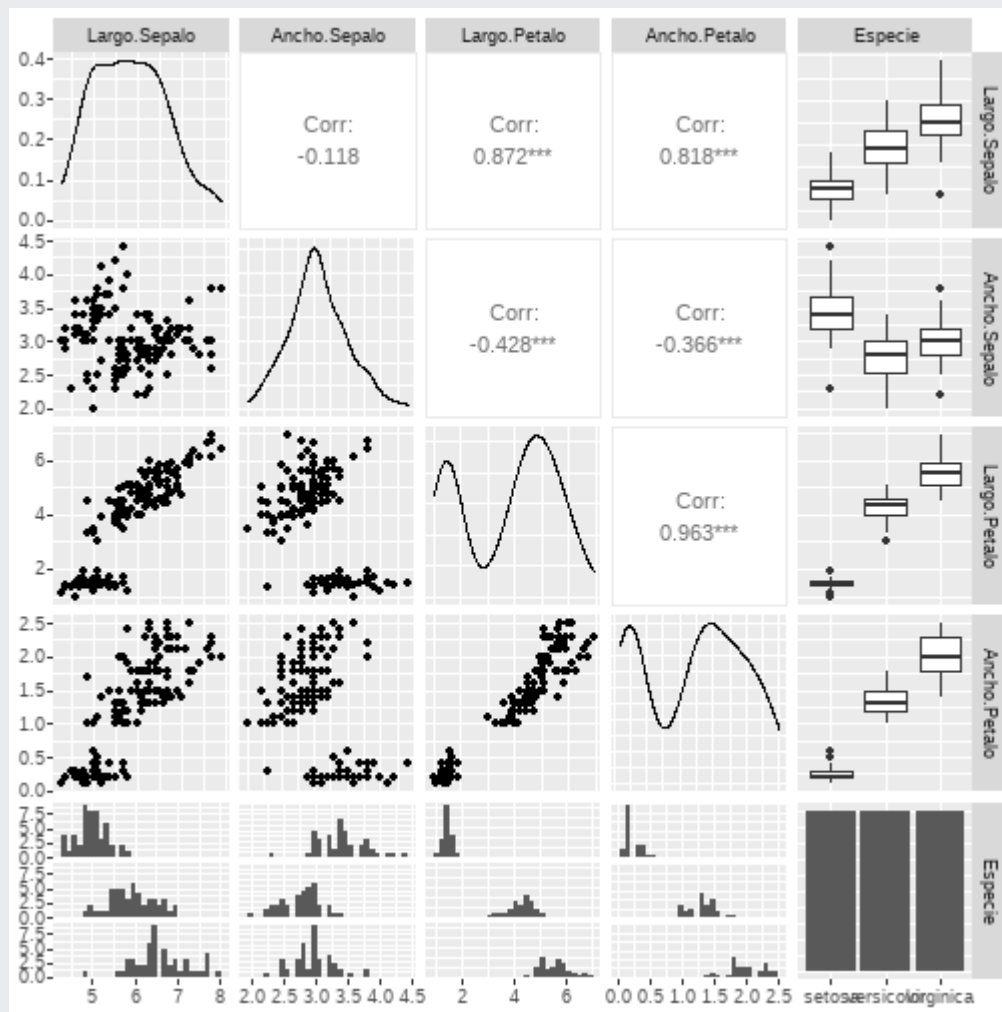 Largo.Sepalo Ancho.Sepalo Largo.Petalo Ancho.Petalo Especie
0.4
0.3
0.2
0.1
0.0
Corr:
-0.118
Corr:
0.872***
Corr:
0.818***
Largo.Sepalo
4.5
4.0
3.5
3.0
2.5
2.0
Corr:
-0.428***
Corr:
-0.366***
Ancho.Sepalo
6
4
2
Corr:
0.963***
Largo.Petalo
2.5
2.0
1.5
1.0
0.5
0.0
Ancho.Petalo
7.5
5.0
2.5
0.0
7.5
5.0
2.5
0.0
7.5
5.0
2.5
0.0
Especie
5 6 7 8 2.0 2.5 3.0 3.5 4.0 4.5 2 4 6 0.0 0.5 1.0 1.5 2.0 2.5 setosa versicolor virginica